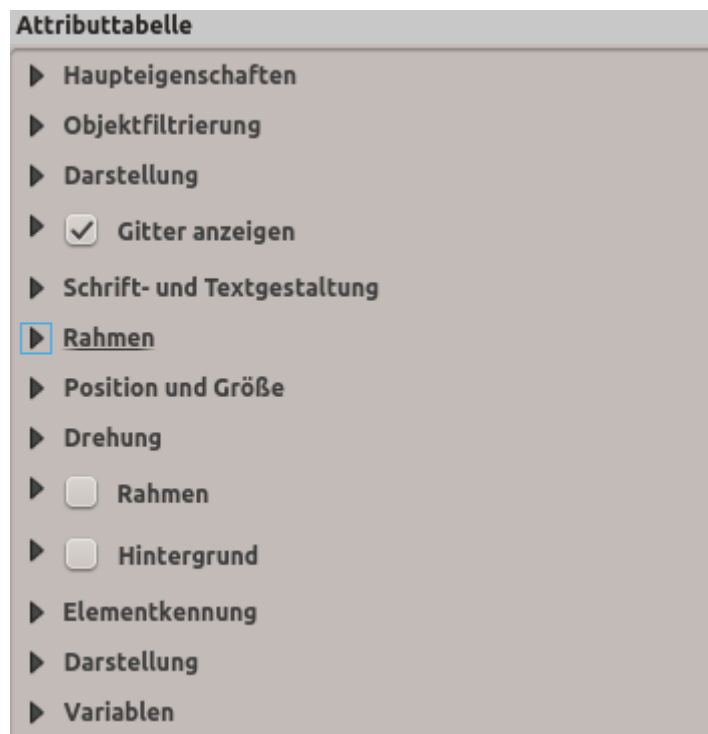 Attributtabelle
Haupteigenschaften
Objektfiltrierung
Darstellung
Gitter anzeigen
Schrift- und Textgestaltung
Rahmen
Position und Größe
Drehung
Rahmen
Hintergrund
Elementkennung
Darstellung
Variablen